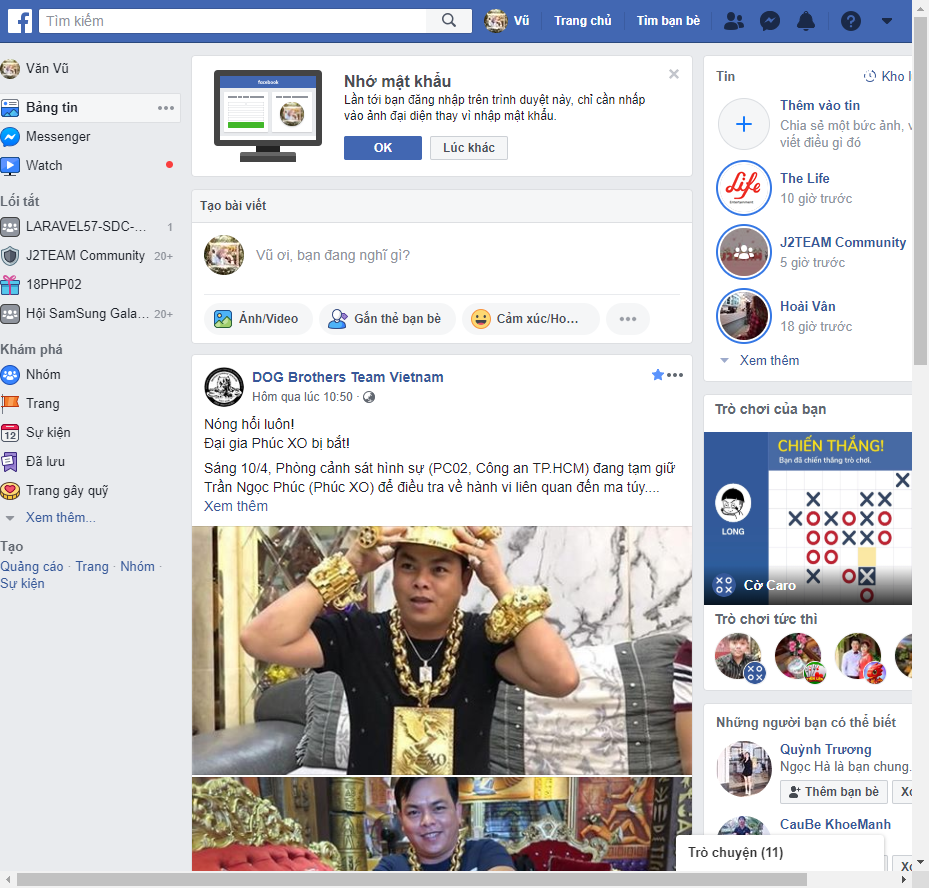 Tìm kiếm
Vũ
Trang chủ
Tìm bạn bè
Văn Vũ
Bảng tin
Messenger
Watch
Lối tắt
LARAVEL57-SDC-... 1
J2TEAM Community 20+
18PHP02
Hội SamSung Gala... 20+
Khám phá
Nhóm
Trang
12
Sự kiện
Đã lưu
Trang gây quỹ
Xem thêm...
Tạo
Quảng cáo · Trang · Nhóm ·
Sự kiện
facebook
Nhớ mật khẩu
Lần tới bạn đăng nhập trên trình duyệt này, chỉ cần nhấp
vào ảnh đại diện thay vì nhập mật khẩu.
OK
Lúc khác
Tạo bài viết
Vũ ơi, bạn đang nghĩ gì?
Ảnh/Video
Gắn thẻ bạn bè
Cảm xúc/Ho...
DOG Brothers Team Vietnam
Hôm qua lúc 10:50 ·
Nóng hổi luôn!
Đại gia Phúc XO bị bắt!
Sáng 10/4, Phòng cảnh sát hình sự (PC02, Công an TP.HCM) đang tạm giữ
Trần Ngọc Phúc (Phúc XO) để điều tra về hành vi liên quan đến ma túy....
Xem thêm
XO
Tin
Kho l
Thêm vào tin
Chia sẻ một bức ảnh, v
viết điều gì đó
Life
The Life
10 giờ trước
J2TEAM Community
5 giờ trước
Hoài Vân
18 giờ trước
Xem thêm
Trò chơi của bạn
CHIẾN THẮNG!
Bạn đã chiến thắng trò chơi.
LONG
Cờ Caro
Trò chơi tức thì
Những người bạn có thể biết
Quỳnh Trương
Ngọc Hà là bạn chung.
Thêm bạn bè
Xó
CauBe KhoeManh
Xó
Trò chuyện (11)